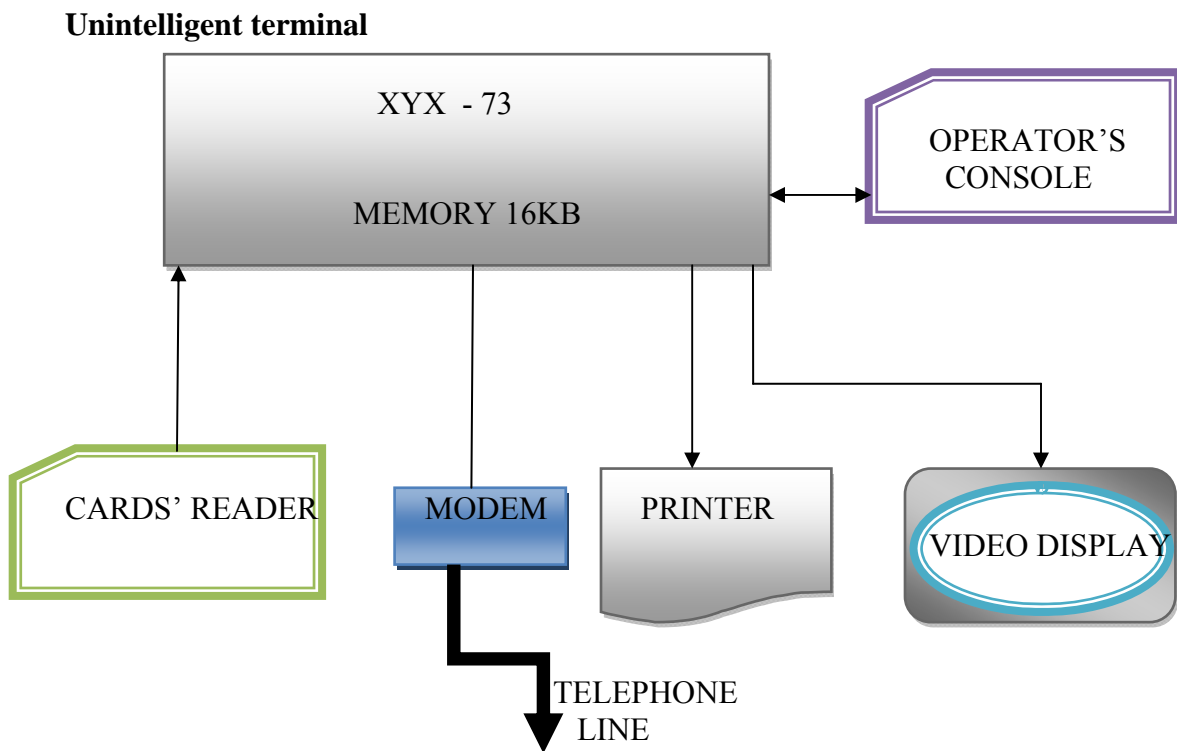 Unintelligent terminal
XYX - 73
MEMORY 16KB
OPERATOR’S
CONSOLE
CARDS’ READER
MODEM
PRINTER
VIDEO DISPLAY
TELEPHONE
LINE